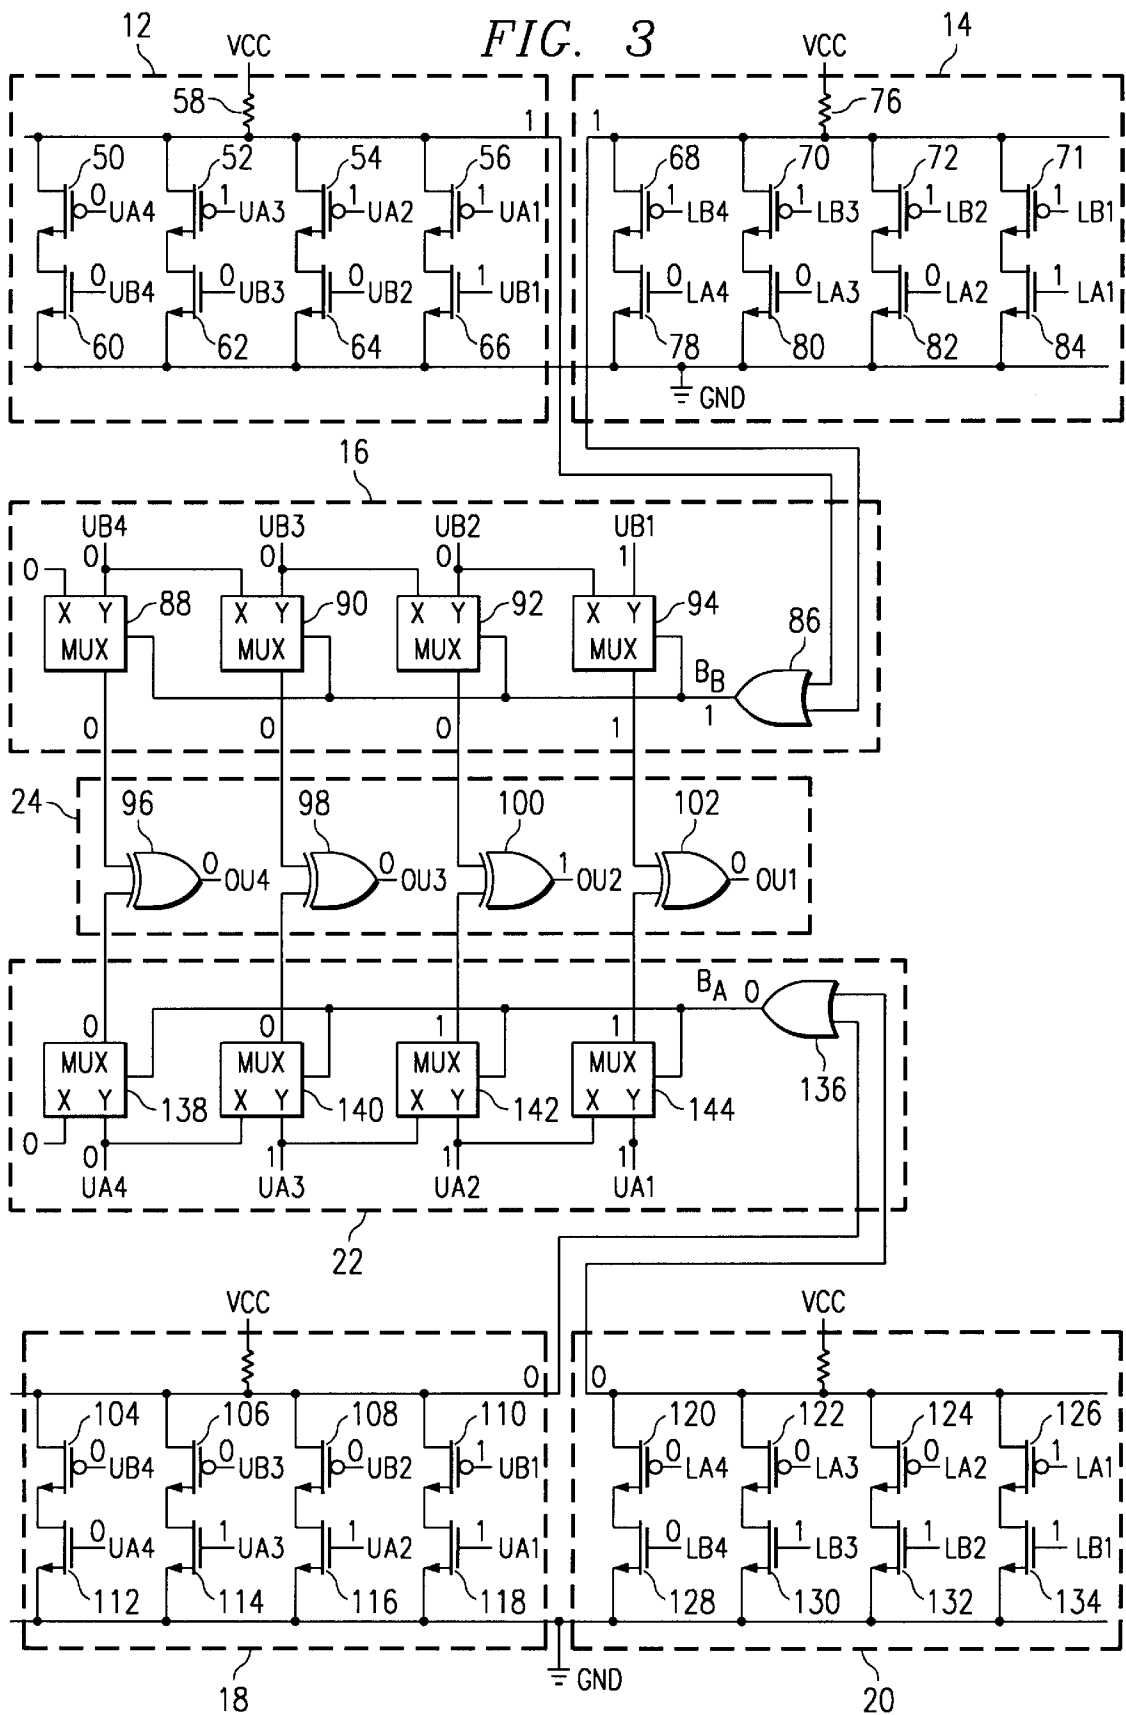 FIG. 3
12 14
VCC VCC
58 76
1 1
50 52 54 56 68 70 72 71
0 UA4 1 UA3 1 UA2 1 UA1 1 LB4 1 LB3 1 LB2 1 LB1
0 UB4 0 UB3 0 UB2 1 UB1 0 LA4 0 LA3 0 LA2 1 LA1
60 62 64 66 78 80 82 84
GND
16
UB4 UB3 UB2 UB1
0 0 0 0 1
X Y 88 X Y 90 X Y 92 X Y 94
MUX MUX MUX MUX
86
BB
1
0 0 0 1
24 96 98 100 102
0 OU4 0 OU3 1 OU2 0 OU1
BA 0
136
0 0 1 1
MUX MUX MUX MUX
X Y 138 X Y 140 X Y 142 X Y 144
0 0 1 1 1
UA4 UA3 UA2 UA1
22
VCC VCC
0 0
104 106 108 110 120 122 124 126
0 UB4 0 UB3 0 UB2 1 UB1 0 LA4 0 LA3 0 LA2 1 LA1
0 UA4 1 UA3 1 UA2 1 UA1 0 LB4 1 LB3 1 LB2 1 LB1
112 114 116 118 128 130 132 134
GND
18 20